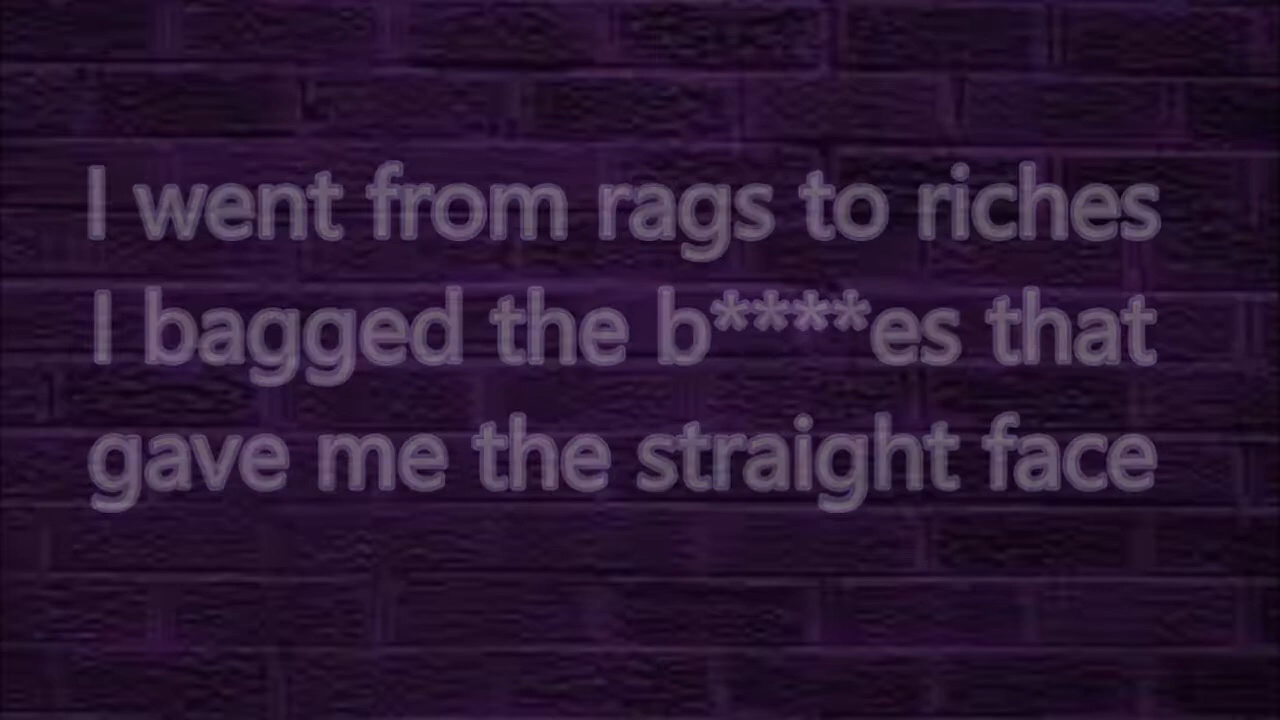 I went from rags to riches
I bagged the b****es that
gave me the straight face